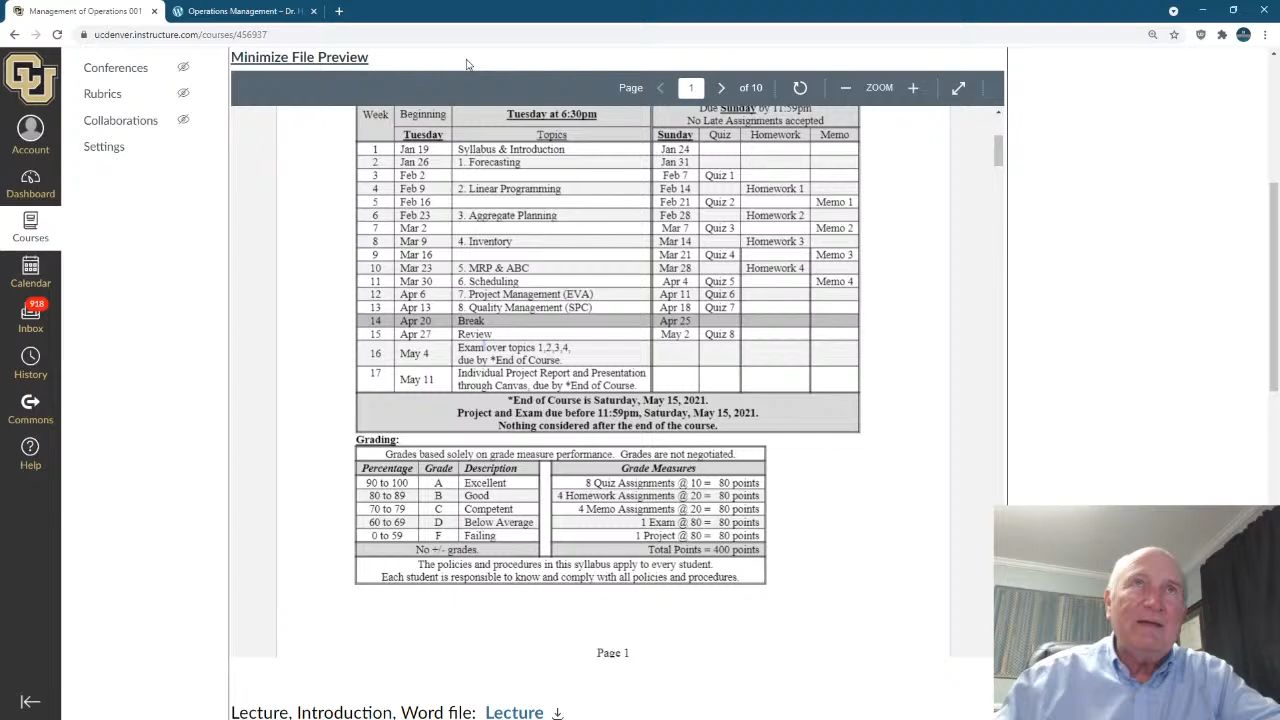 Management of Operations 001
Operations Management – Dr. H
ucdenver.instructure.com/courses/456937
Account
Dashboard
Courses
Calendar
918
Inbox
History
Commons
Help
Conferences
Rubrics
Collaborations
Settings
Minimize File Preview
Page 1 of 10 ZOOM
Week Beginning Tuesday at 6:30pm Due Sunday by 11:59pm
No Late Assignments accepted
Tuesday Topics Sunday Quiz Homework Memo
1 Jan 19 Syllabus & Introduction Jan 24
2 Jan 26 1. Forecasting Jan 31
3 Feb 2 Feb 7 Quiz 1
4 Feb 9 2. Linear Programming Feb 14 Homework 1
5 Feb 16 Feb 21 Quiz 2 Memo 1
6 Feb 23 3. Aggregate Planning Feb 28 Homework 2
7 Mar 2 Mar 7 Quiz 3 Memo 2
8 Mar 9 4. Inventory Mar 14 Homework 3
9 Mar 16 Mar 21 Quiz 4 Memo 3
10 Mar 23 5. MRP & ABC Mar 28 Homework 4
11 Mar 30 6. Scheduling Apr 4 Quiz 5 Memo 4
12 Apr 6 7. Project Management (EVA) Apr 11 Quiz 6
13 Apr 13 8. Quality Management (SPC) Apr 18 Quiz 7
14 Apr 20 Break Apr 25
15 Apr 27 Review May 2 Quiz 8
16 May 4 Exam over topics 1,2,3,4,
due by *End of Course.
17 May 11 Individual Project Report and Presentation
through Canvas, due by *End of Course.
*End of Course is Saturday, May 15, 2021.
Project and Exam due before 11:59pm, Saturday, May 15, 2021.
Nothing considered after the end of the course.
Grading:
Grades based solely on grade measure performance. Grades are not negotiated.
Percentage Grade Description Grade Measures
90 to 100 A Excellent 8 Quiz Assignments @ 10 = 80 points
80 to 89 B Good 4 Homework Assignments @ 20 = 80 points
70 to 79 C Competent 4 Memo Assignments @ 20 = 80 points
60 to 69 D Below Average 1 Exam @ 80 = 80 points
0 to 59 F Failing 1 Project @ 80 = 80 points
No +/- grades. Total Points = 400 points
The policies and procedures in this syllabus apply to every student.
Each student is responsible to know and comply with all policies and procedures.
Page 1
Lecture, Introduction, Word file: Lecture